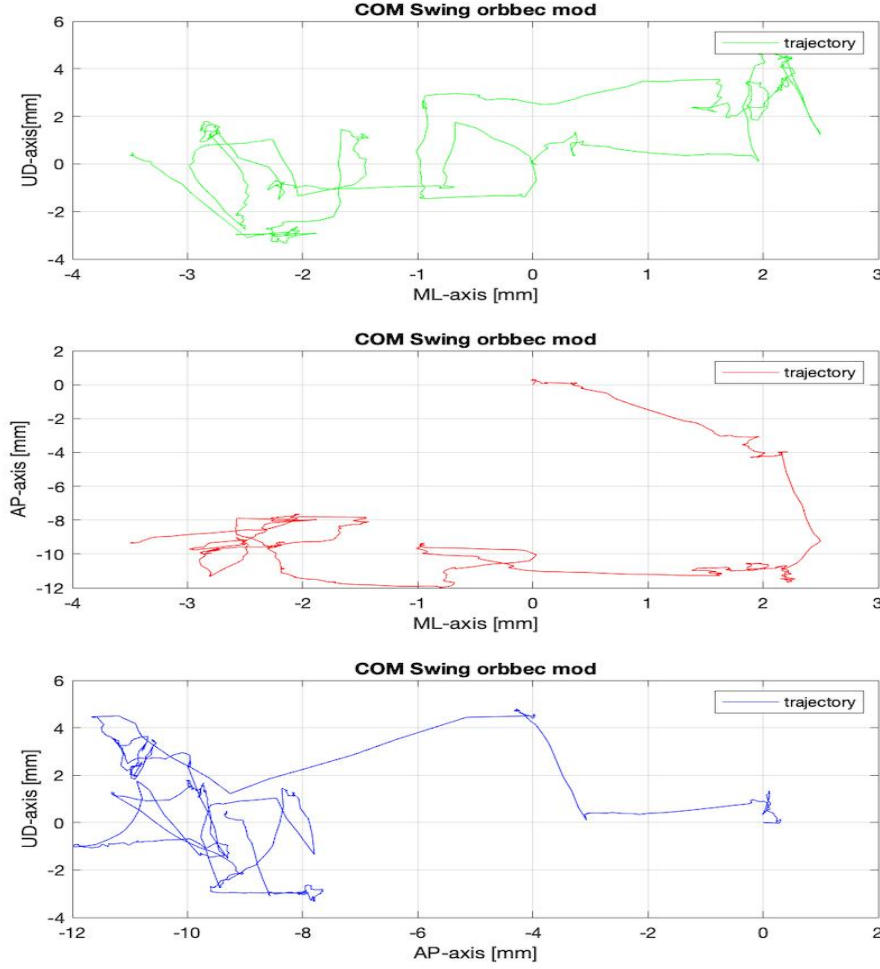 COM Swing orbbec mod
6
4
2
0
-2
-4
UD-axis[mm]
trajectory
-4 -3 -2 -1 0 1 2 3
ML-axis [mm]
COM Swing orbbec mod
2
0
-2
-4
-6
-8
-10
-12
AP-axis [mm]
trajectory
-4 -3 -2 -1 0 1 2 3
ML-axis [mm]
COM Swing orbbec mod
6
4
2
0
-2
-4
UD-axis [mm]
trajectory
-12 -10 -8 -6 -4 -2 0 2
AP-axis [mm]